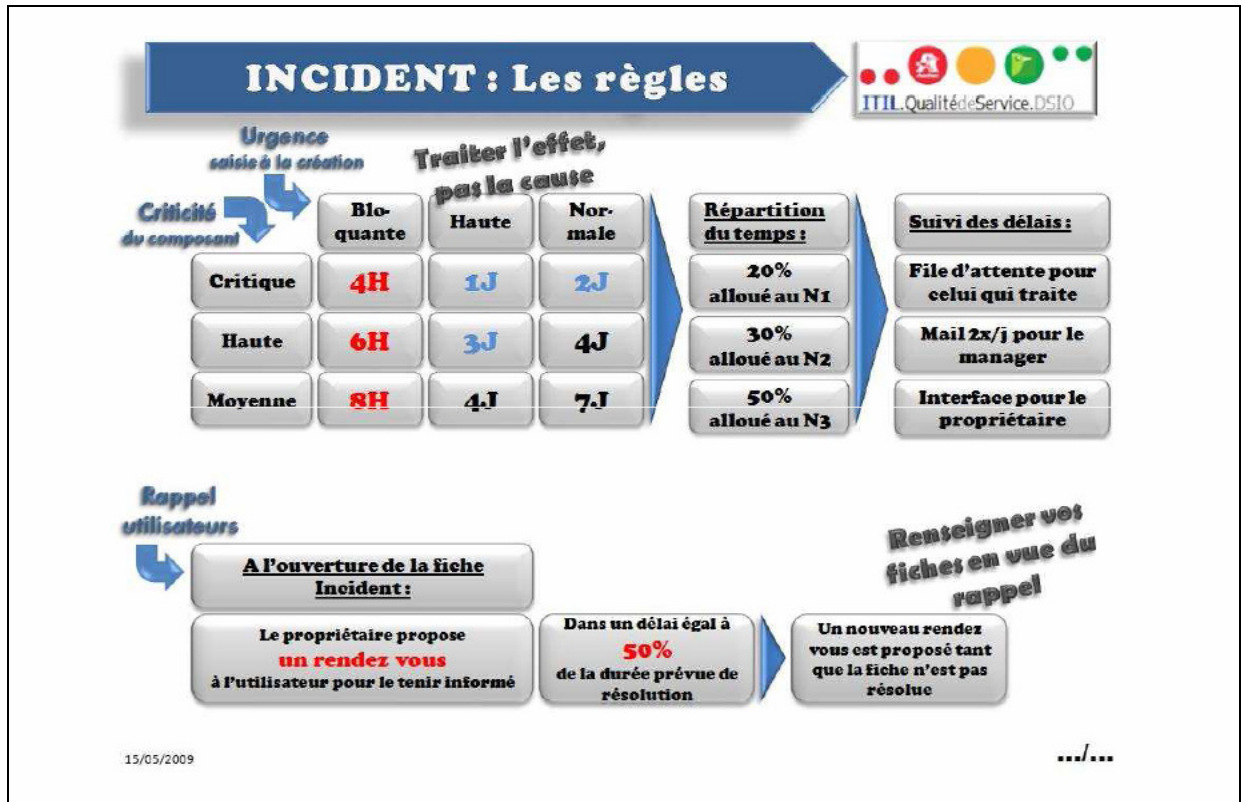 INCIDENT : Les règles
ITIL.QualitédeService.DSIO
Urgence
saisie à la création
Traiter l'effet,
pas la cause
Criticité
du composant
Blo-
quante
Haute
Nor-
male
Critique
4H
1J
2J
Haute
6H
3J
4J
Moyenne
8H
4J
7J
Répartition
du temps :
20%
alloué au N1
30%
alloué au N2
50%
alloué au N3
Suivi des délais :
File d'attente pour
celui qui traite
Mail 2x/j pour le
manager
Interface pour le
propriétaire
Rappel
utilisateurs
A l'ouverture de la fiche
Incident :
Le propriétaire propose
un rendez vous
à l'utilisateur pour le tenir informé
Dans un délai égal à
50%
de la durée prévue de
résolution
Renseigner vos
fiches en vue du
rappel
Un nouveau rendez
vous est proposé tant
que la fiche n'est pas
résolue
15/05/2009
.../...